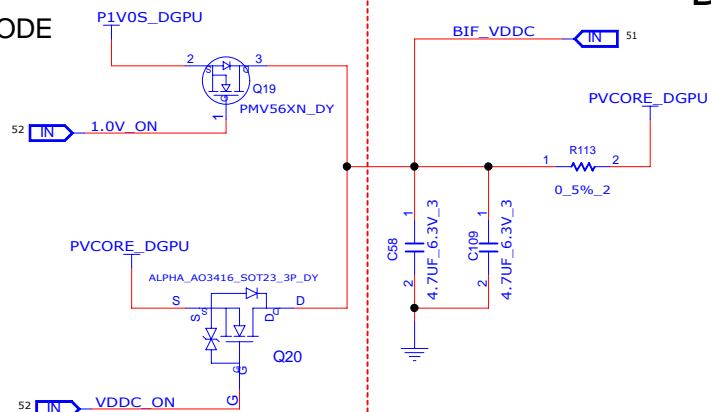 ODE
P1V0S_DGPU
BIF_VDDC
IN
51
2
3
S
D
G
Q19
PMV56XN_DY
1
52
IN
1.0V_ON
PVCORE_DGPU
R113
1
2
0_5%_2
1
C58
2
4.7UF_6.3V_3
1
C109
2
4.7UF_6.3V_3
PVCORE_DGPU
ALPHA_AO3416_SOT23_3P_DY
S
D
S
S
D
G
G
G
Q20
52
IN
VDDC_ON